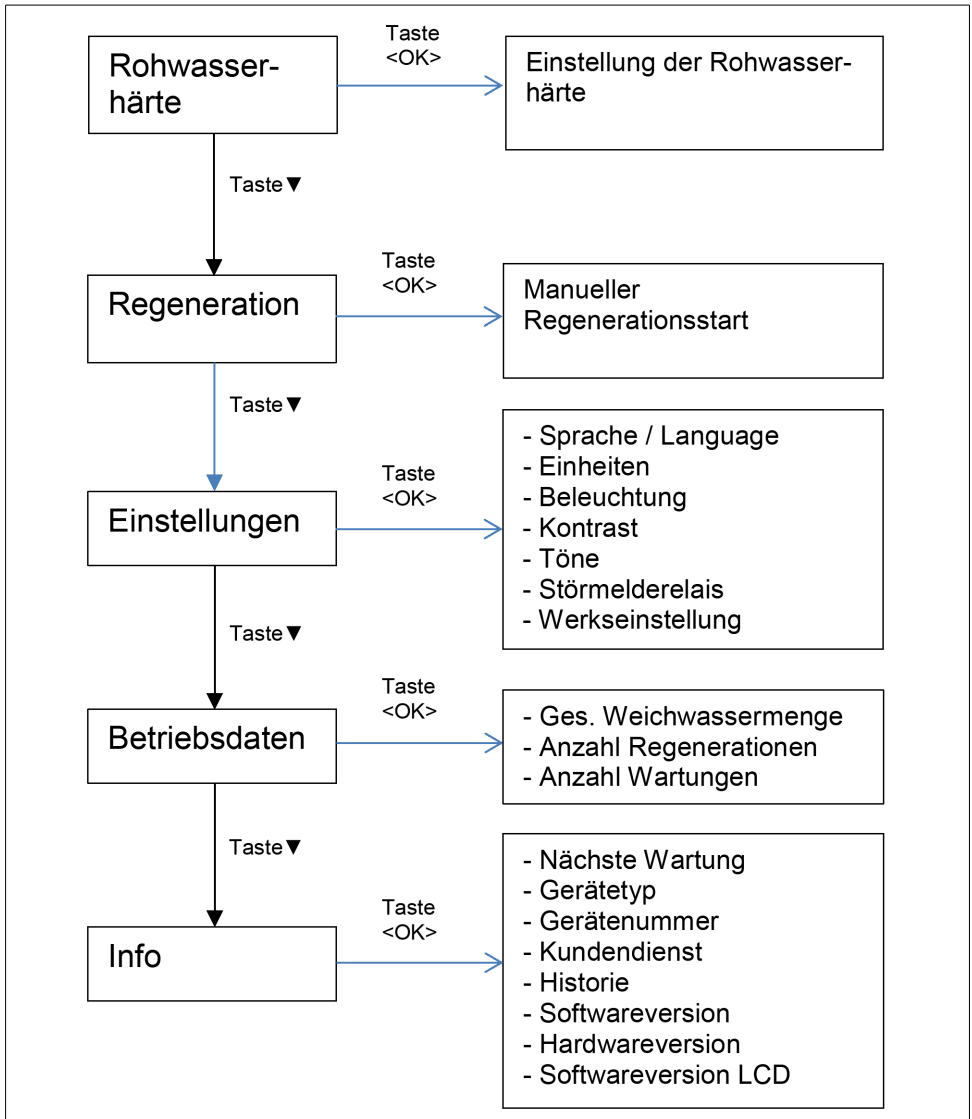 Rohwasser-
härte
Taste
<OK>
Einstellung der Rohwasser-
härte
Taste▼
Regeneration
Taste
<OK>
Manueller
Regenerationsstart
Taste▼
Einstellungen
Taste
<OK>
- Sprache / Language
- Einheiten
- Beleuchtung
- Kontrast
- Töne
- Störmelderelais
- Werkseinstellung
Taste▼
Betriebsdaten
Taste
<OK>
- Ges. Weichwassermenge
- Anzahl Regenerationen
- Anzahl Wartungen
Taste▼
Info
Taste
<OK>
- Nächste Wartung
- Gerätetyp
- Gerätenummer
- Kundendienst
- Historie
- Softwareversion
- Hardwareversion
- Softwareversion LCD